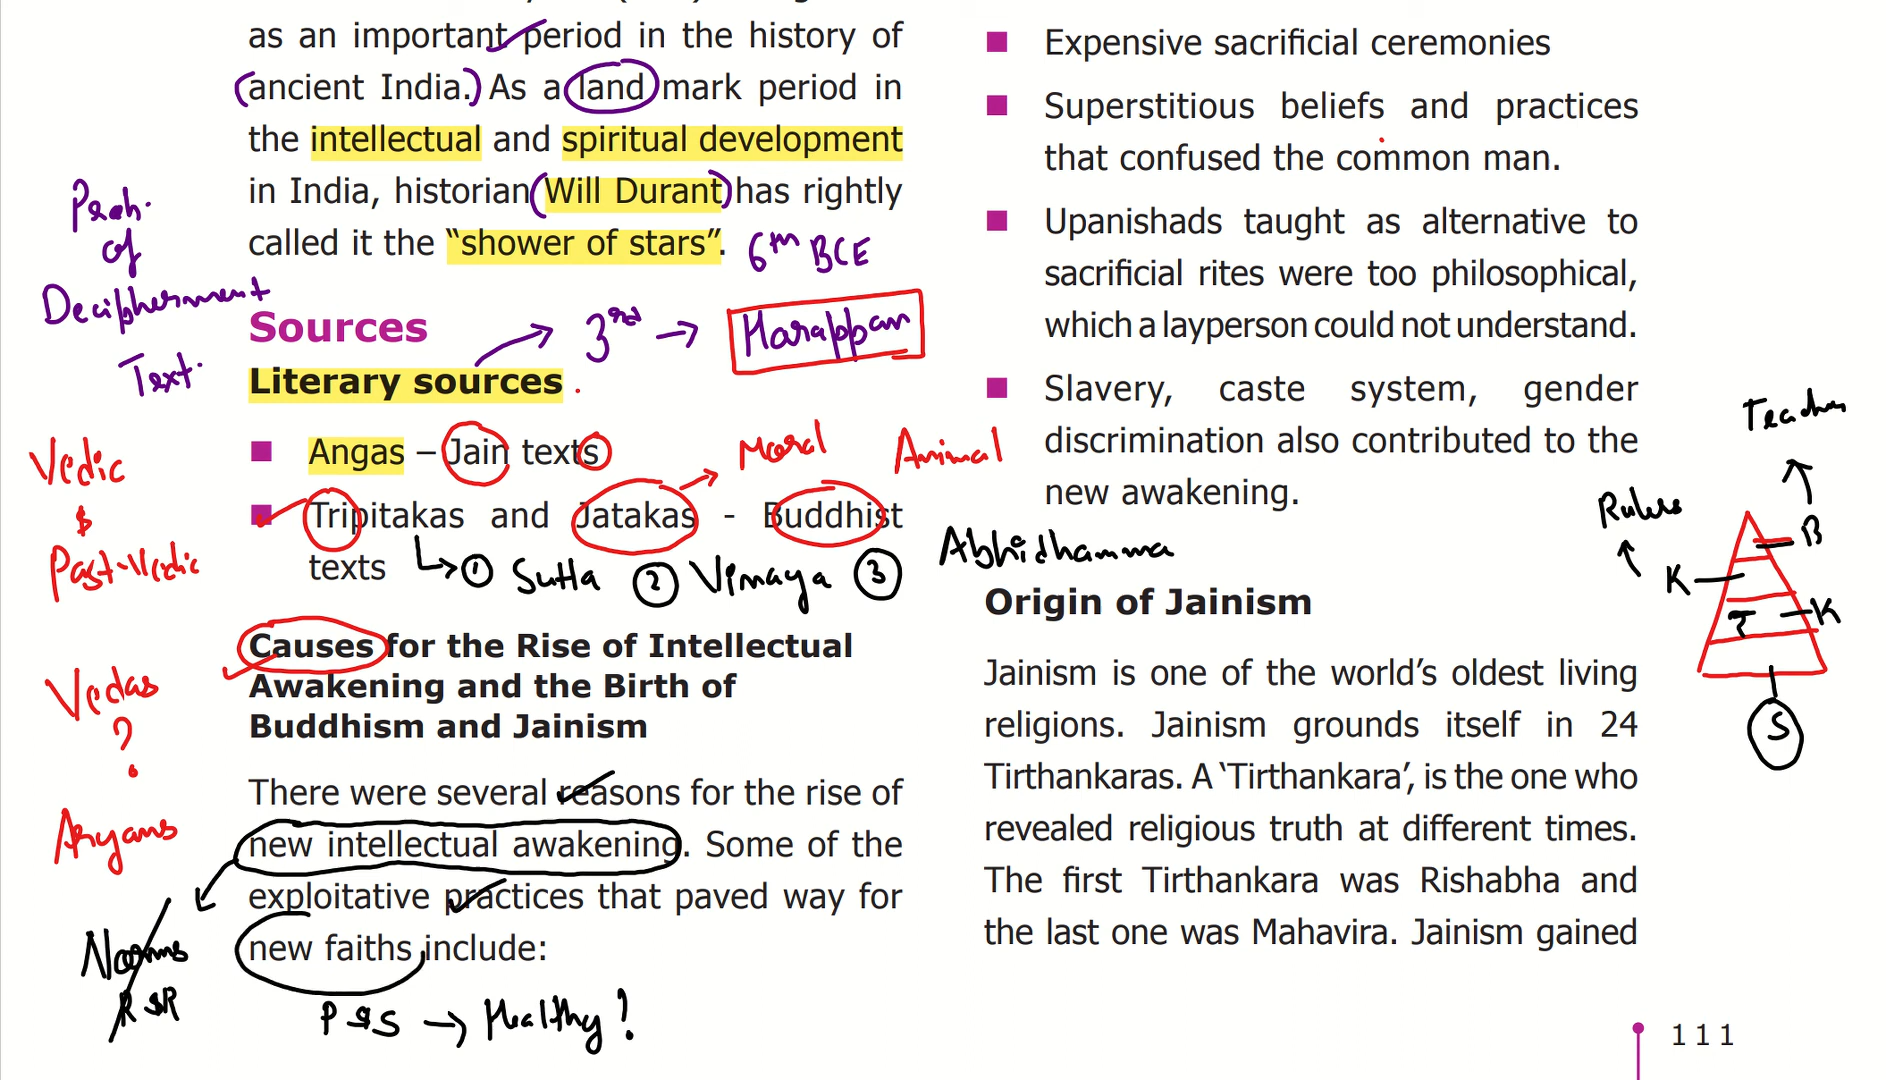 as an important period in the history of
ancient India. As a land mark period in
the intellectual and spiritual development
in India, historian Will Durant has rightly
called it the “shower of stars”.
6th BCE
Prob.
of
Decipherment
Text.
Sources
3rd → Harappan
Literary sources
Angas – Jain texts
Moral Animal
Tripitakas and Jatakas - Buddhist
texts
① Sutta ② Vinaya ③ Abhidhamma
Vedic
&
Post-Vedic
Causes for the Rise of Intellectual
Awakening and the Birth of
Buddhism and Jainism
Vedas
?
Aryans
There were several reasons for the rise of
new intellectual awakening. Some of the
exploitative practices that paved way for
new faiths include:
Norms
R&R
P&S → Healthy?
Expensive sacrificial ceremonies
Superstitious beliefs and practices
that confused the common man.
Upanishads taught as alternative to
sacrificial rites were too philosophical,
which a layperson could not understand.
Slavery, caste system, gender
discrimination also contributed to the
new awakening.
Teacher
Rulers
B
K
K
S
Origin of Jainism
Jainism is one of the world’s oldest living
religions. Jainism grounds itself in 24
Tirthankaras. A ‘Tirthankara’, is the one who
revealed religious truth at different times.
The first Tirthankara was Rishabha and
the last one was Mahavira. Jainism gained
111